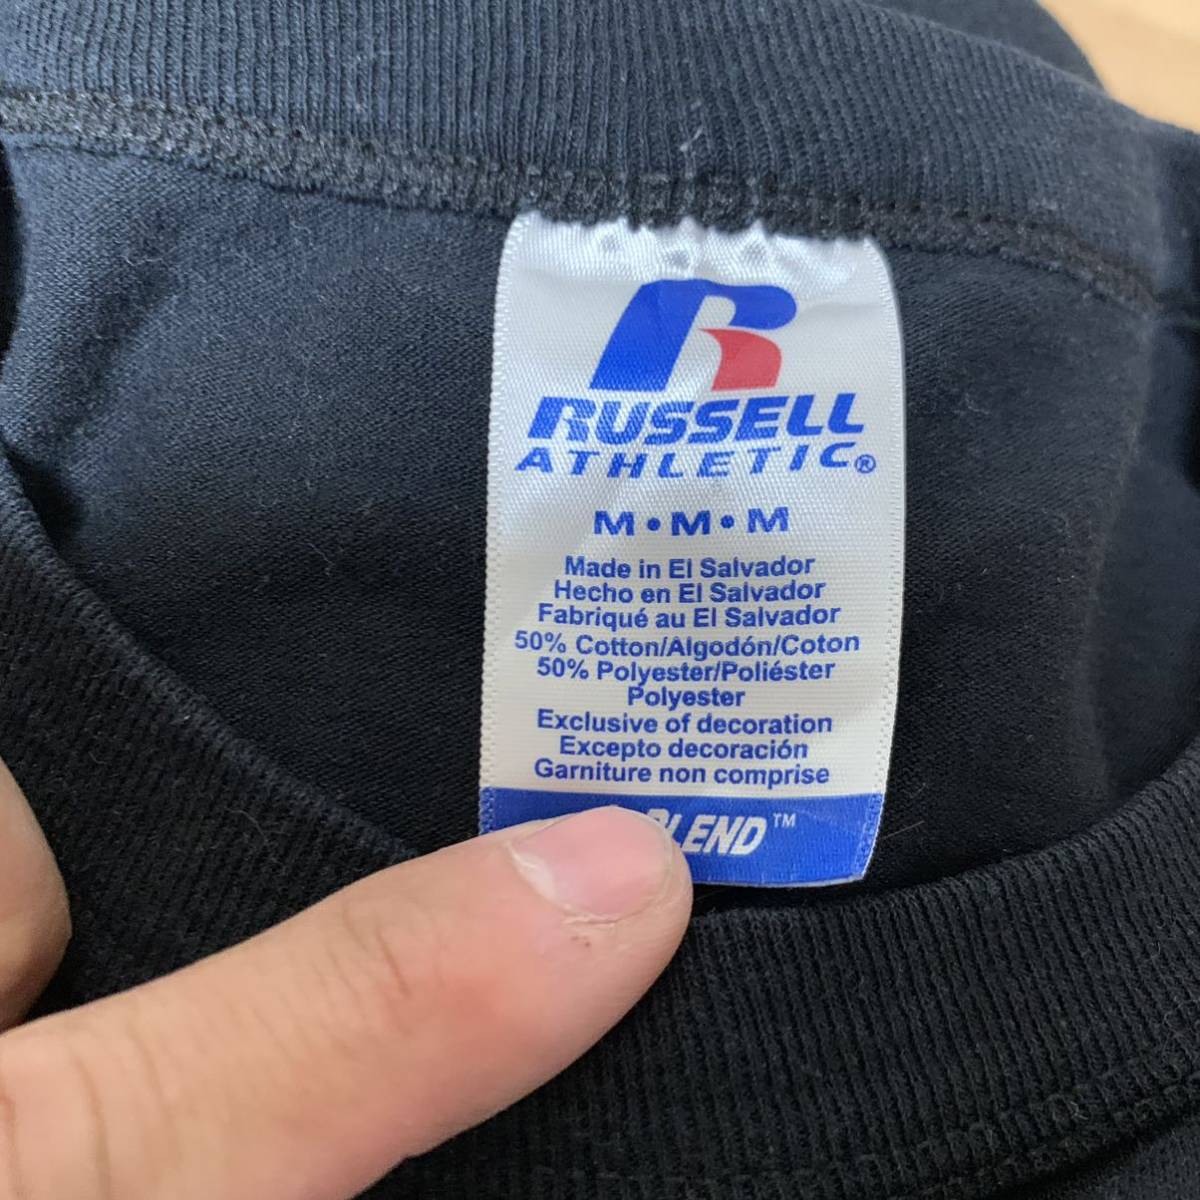 RUSSELL
ATHLETIC®
M•M•M
Made in El Salvador
Hecho en El Salvador
Fabriqué au El Salvador
50% Cotton/Algodón/Coton
50% Polyester/Poliéster
Polyester
Exclusive of decoration
Excepto decoración
Garniture non comprise
BLEND™